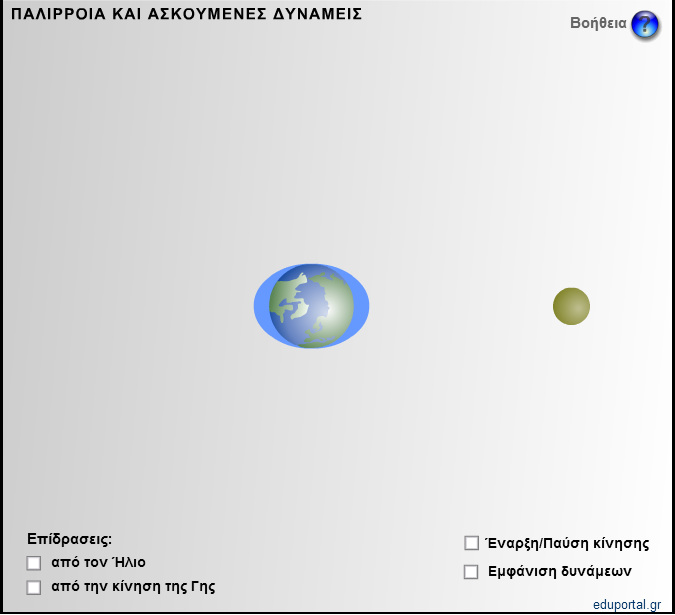 ΠΑΛΙΡΡΟΙΑ ΚΑΙ ΑΣΚΟΥΜΕΝΕΣ ΔΥΝΑΜΕΙΣ
Βοήθεια ?
Επίδρασεις:
από τον Ήλιο
από την κίνηση της Γης
Έναρξη/Παύση κίνησης
Εμφάνιση δυνάμεων
eduportal.gr